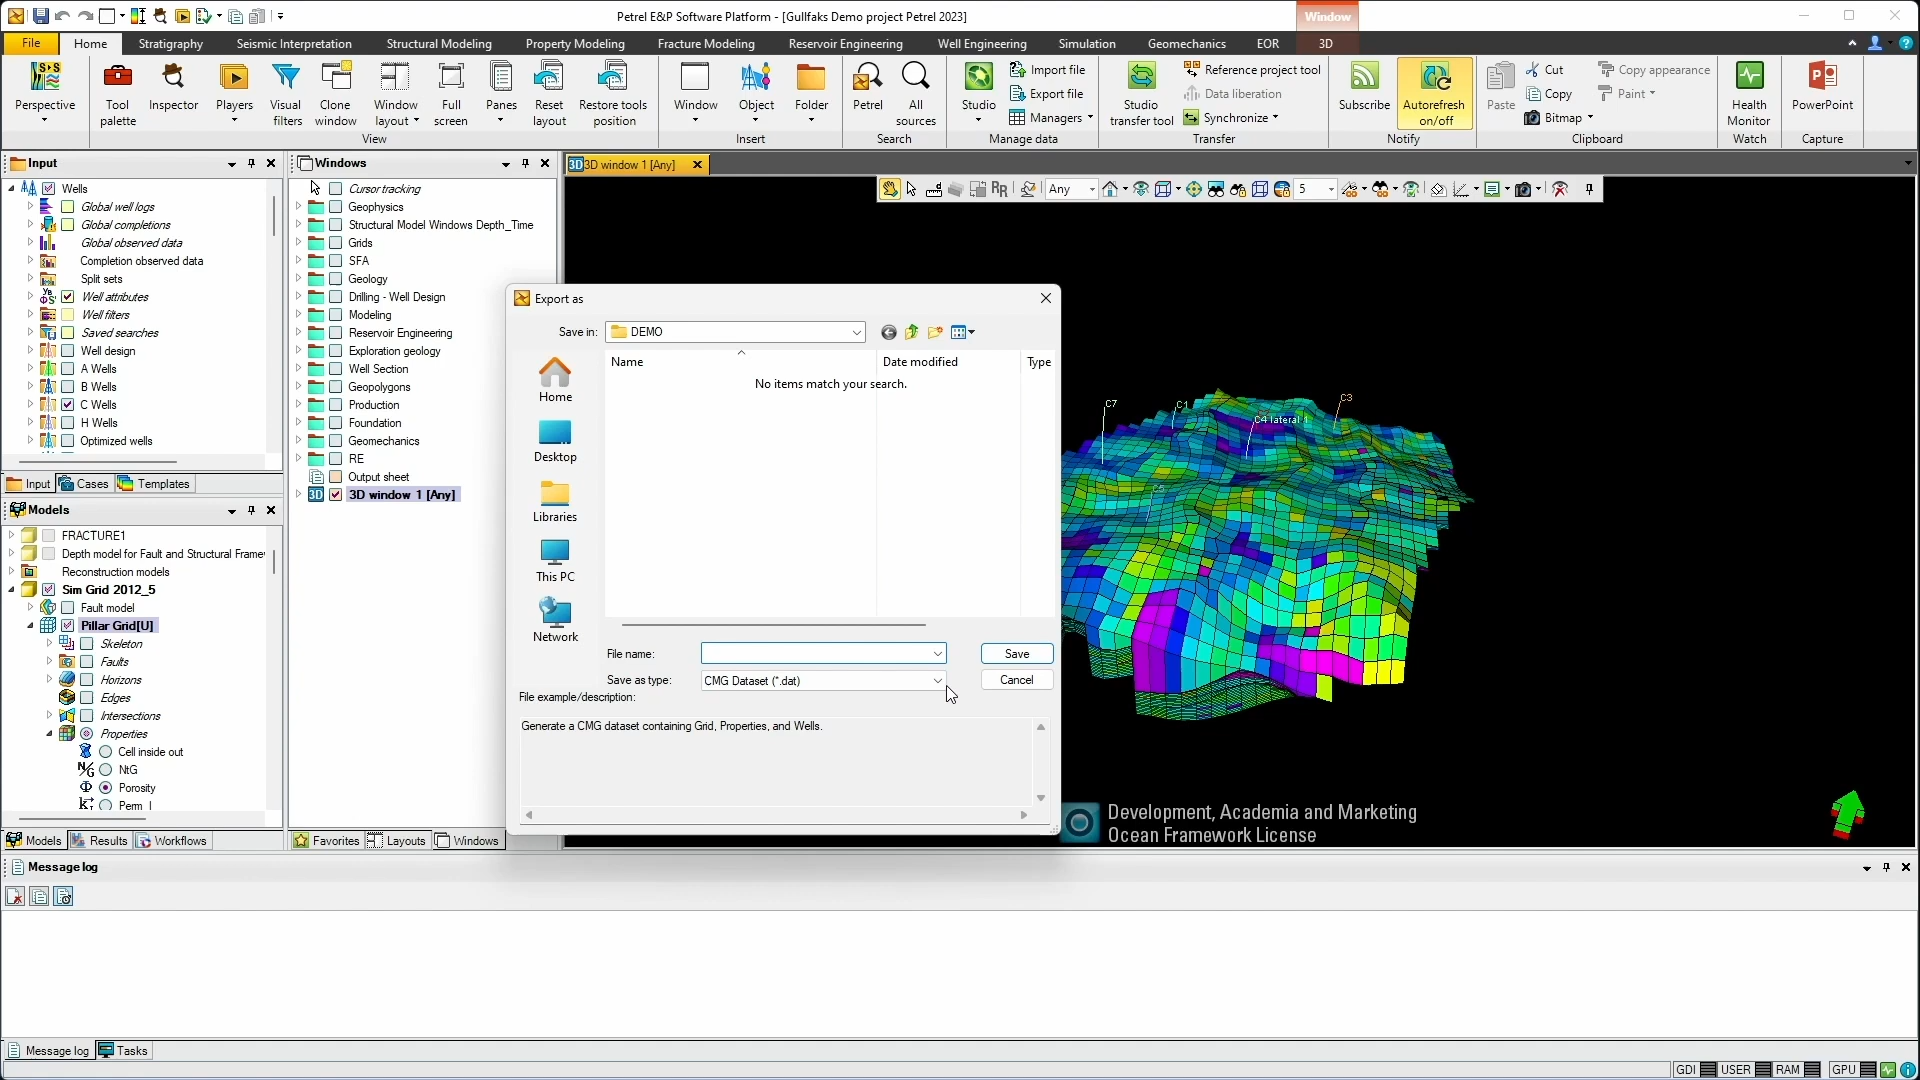 Petrel E&P Software Platform - [Gullfaks Demo project Petrel 2023]
Window
File
Home
Stratigraphy
Seismic Interpretation
Structural Modeling
Property Modeling
Fracture Modeling
Reservoir Engineering
Well Engineering
Simulation
Geomechanics
EOR
3D
Perspective
Tool palette
Inspector
Players
Visual filters
Clone window
Window layout
Full screen
Panes
Reset layout
Restore tools position
View
Window
Object
Folder
Insert
Petrel
All sources
Search
Studio
Import file
Export file
Managers
Manage data
Studio transfer tool
Reference project tool
Data liberation
Synchronize
Transfer
Subscribe
Autorefresh on/off
Notify
Paste
Cut
Copy
Bitmap
Copy appearance
Paint
Clipboard
Health Monitor
Watch
PowerPoint
Capture
Input
Wells
Global well logs
Global completions
Global observed data
Completion observed data
Split sets
Well attributes
Well filters
Saved searches
Well design
A Wells
B Wells
C Wells
H Wells
Optimized wells
Input
Cases
Templates
Models
FRACTURE1
Depth model for Fault and Structural Frame
Reconstruction models
Sim Grid 2012_5
Fault model
Pillar Grid[U]
Skeleton
Faults
Horizons
Edges
Intersections
Properties
Cell inside out
NtG
Porosity
Perm_I
Models
Results
Workflows
Windows
Cursor tracking
Geophysics
Structural Model Windows Depth_Time
Grids
SFA
Geology
Drilling - Well Design
Modeling
Reservoir Engineering
Exploration geology
Well Section
Geopolygons
Production
Foundation
Geomechanics
RE
Output sheet
3D 3D window 1 [Any]
Favorites
Layouts
Windows
3D 3D window 1 [Any]
Any
5
Export as
Save in:
DEMO
Name
Date modified
Type
No items match your search.
Home
Desktop
Libraries
This PC
Network
File name:
Save
Save as type:
CMG Dataset (*.dat)
Cancel
File example/description:
Generate a CMG dataset containing Grid, Properties, and Wells.
C7
C1
C4 lateral 1
C3
Development, Academia and Marketing
Ocean Framework License
Message log
Message log
Tasks
GDI
USER
RAM
GPU